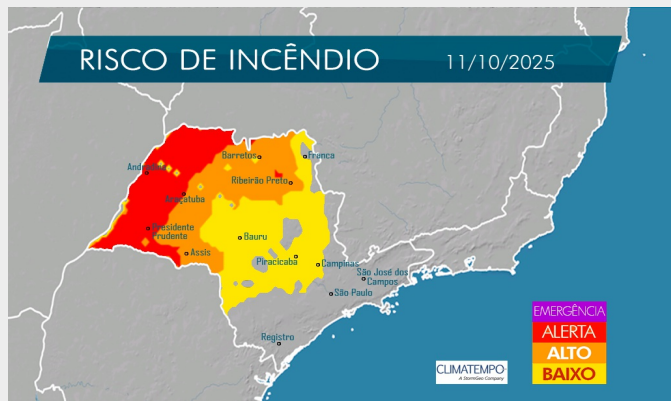 RISCO DE INCÊNDIO 11/10/2025
Barretos
Franca
Andradina
Ribeirão Preto
Araçatuba
Presidente
Prudente
Bauru
Assis
Piracicaba
Campinas
São José dos
Campos
São Paulo
Registro
EMERGÊNCIA
ALERTA
ALTO
BAIXO
CLIMATEMPO
A StormGeo Company